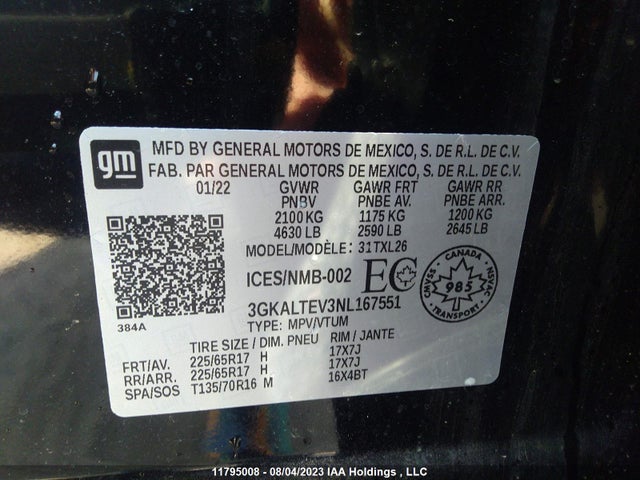 gm
MFD BY GENERAL MOTORS DE MEXICO, S. DE R.L. DE C.V.
FAB. PAR GENERAL MOTORS DE MEXICO, S. DE R.L. DE C.V.
01/22 GVWR GAWR FRT GAWR RR
PNBV PNBE AV. PNBE ARR.
2100 KG 1175 KG 1200 KG
4630 LB 2590 LB 2645 LB
MODEL/MODÈLE: 31TXL26
ICES/NMB-002 EC CANADA 985 SVMAC NSVAC
3GKALTEV3NL167551
384A
TYPE: MPV/VTUM
TIRE SIZE / DIM. PNEU RIM / JANTE
FRT/AV. 225/65R17 H 17X7J
RR/ARR. 225/65R17 H 17X7J
SPA/SOS T135/70R16 M 16X4BT
11795008 - 08/04/2023 IAA Holdings , LLC